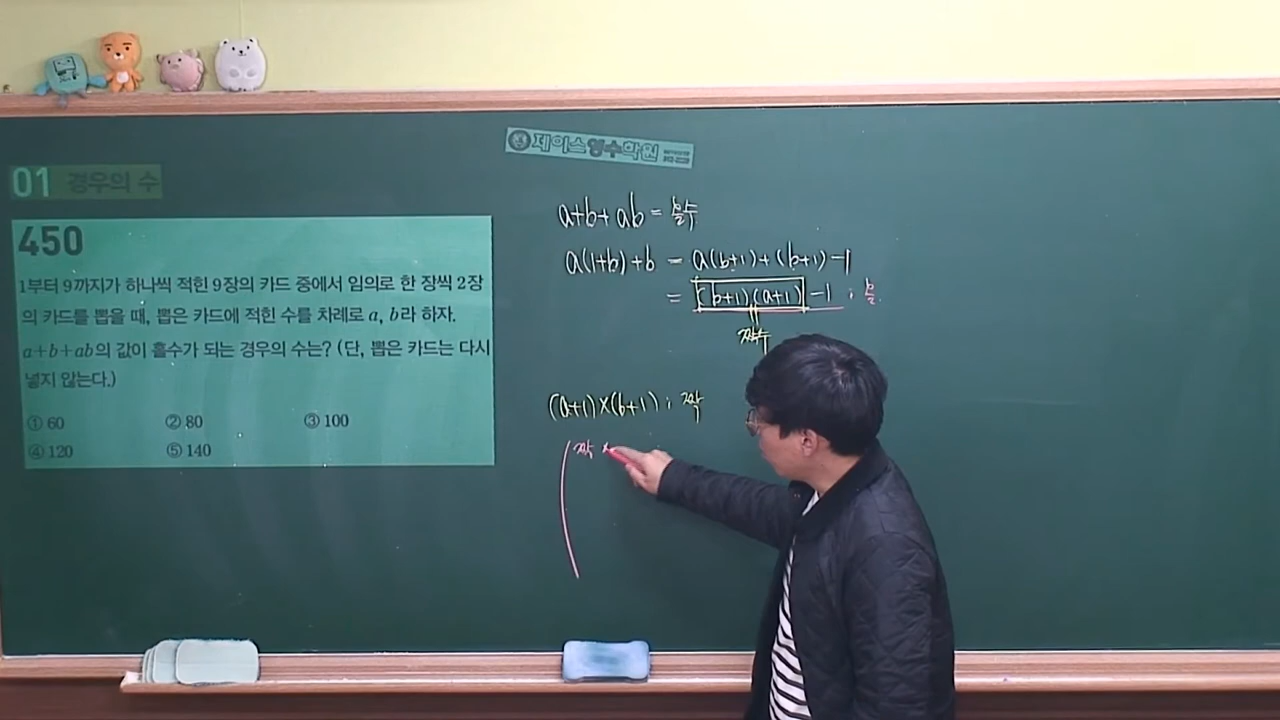 제이스영수학원
01 경우의 수
450
1부터 9까지가 하나씩 적힌 9장의 카드 중에서 임의로 한 장씩 2장
의 카드를 뽑을 때, 뽑은 카드에 적힌 수를 차례로 a, b라 하자.
a+b+ab의 값이 홀수가 되는 경우의 수는? (단, 뽑은 카드는 다시
넣지 않는다.)
① 60 ② 80 ③ 100
④ 120 ⑤ 140
a+b+ab = 홀수
a(1+b)+b = a(b+1)+(b+1)-1
= (b+1)(a+1) -1 ; 홀
짝수
(a+1)×(b+1) ; 짝
짝 ×